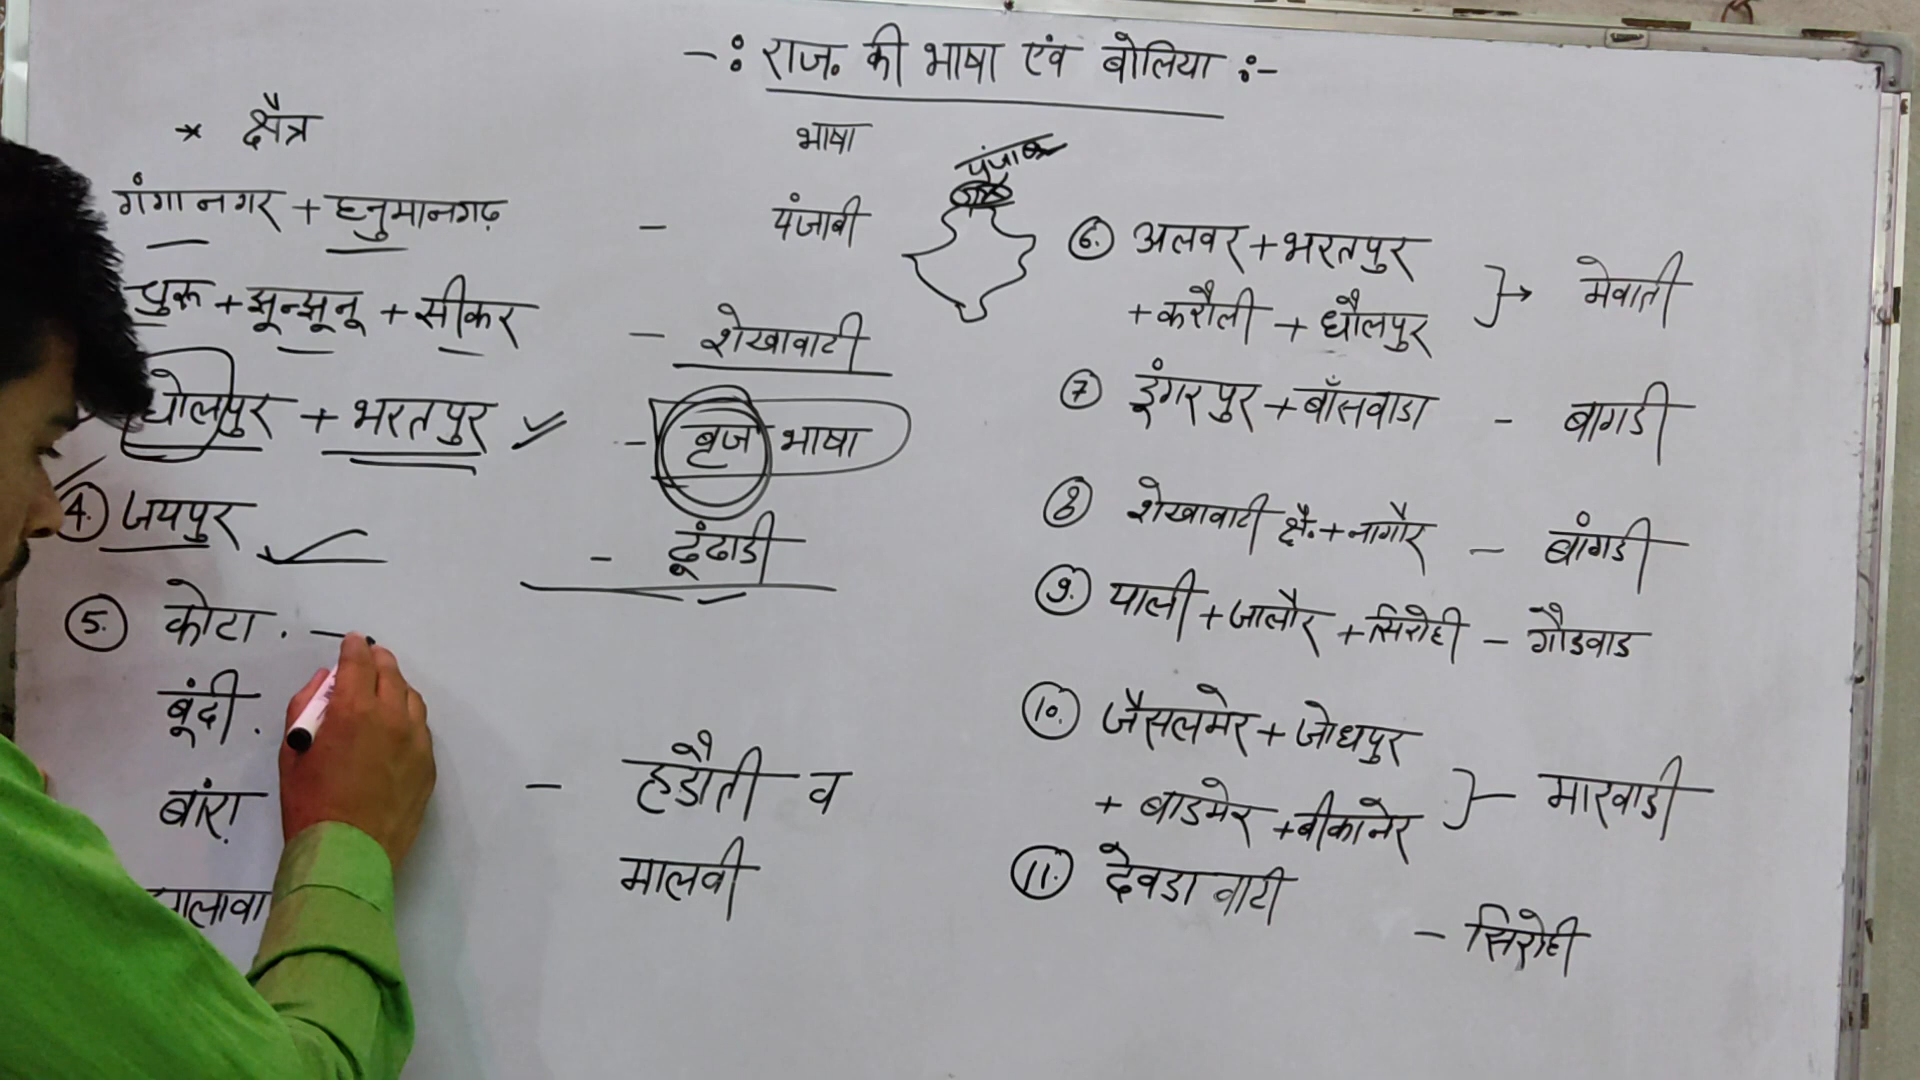 -: राज. की भाषा एंव बोलिया :-
* क्षैत्र भाषा
गंगानगर + हनुमानगढ़ - पंजाबी
पंजाब
चुरू + झून्झूनू + सीकर - शेखावाटी
धोलपुर + भरतपुर - बृज भाषा
4. जयपुर - ढूंढाडी
5. कोटा .
बूंदी .
बांरा - हडौती व
मालवी
6. अलवर + भरतपुर
+ करौली + धौलपुर } → मेवाती
7 डूंगरपुर + बाँसवाडा - बागडी
8 शेखावाटी क्षै. + नागौर - बांगडी
9. पाली + जालौर + सिरोही - गौडवाड
10. जैसलमेर + जोधपुर
+ बाडमेर + बीकानेर } - मारवाडी
11. देवडा वाटी - सिरोही